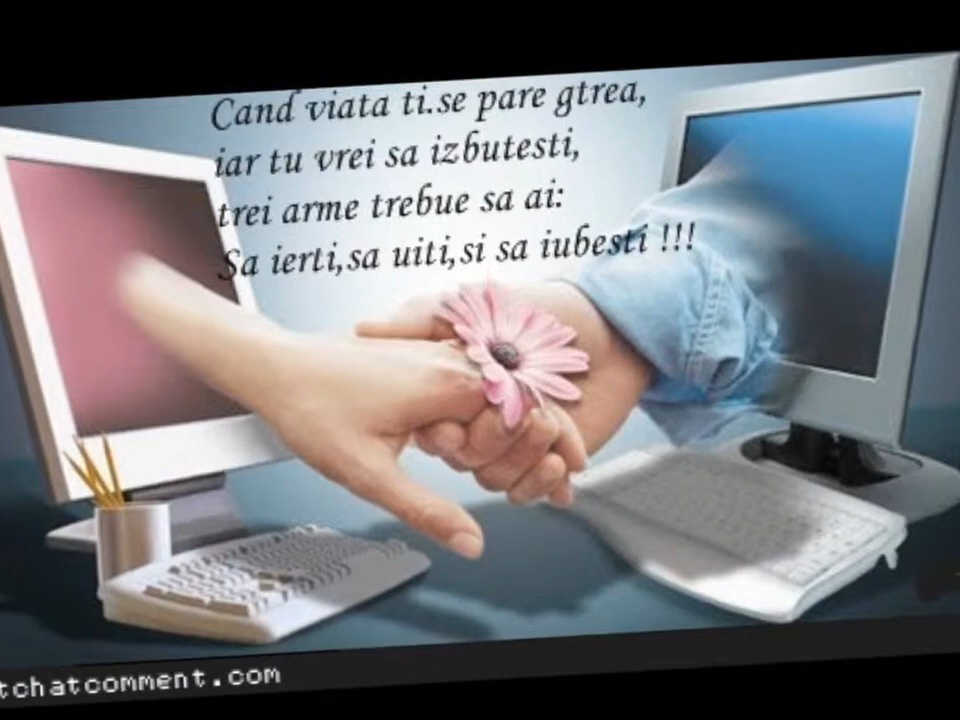 Cand viata ti.se pare gtrea,
iar tu vrei sa izbutesti,
trei arme trebue sa ai:
Sa ierti,sa uiti,si sa iubesti !!!
tchatcomment.com